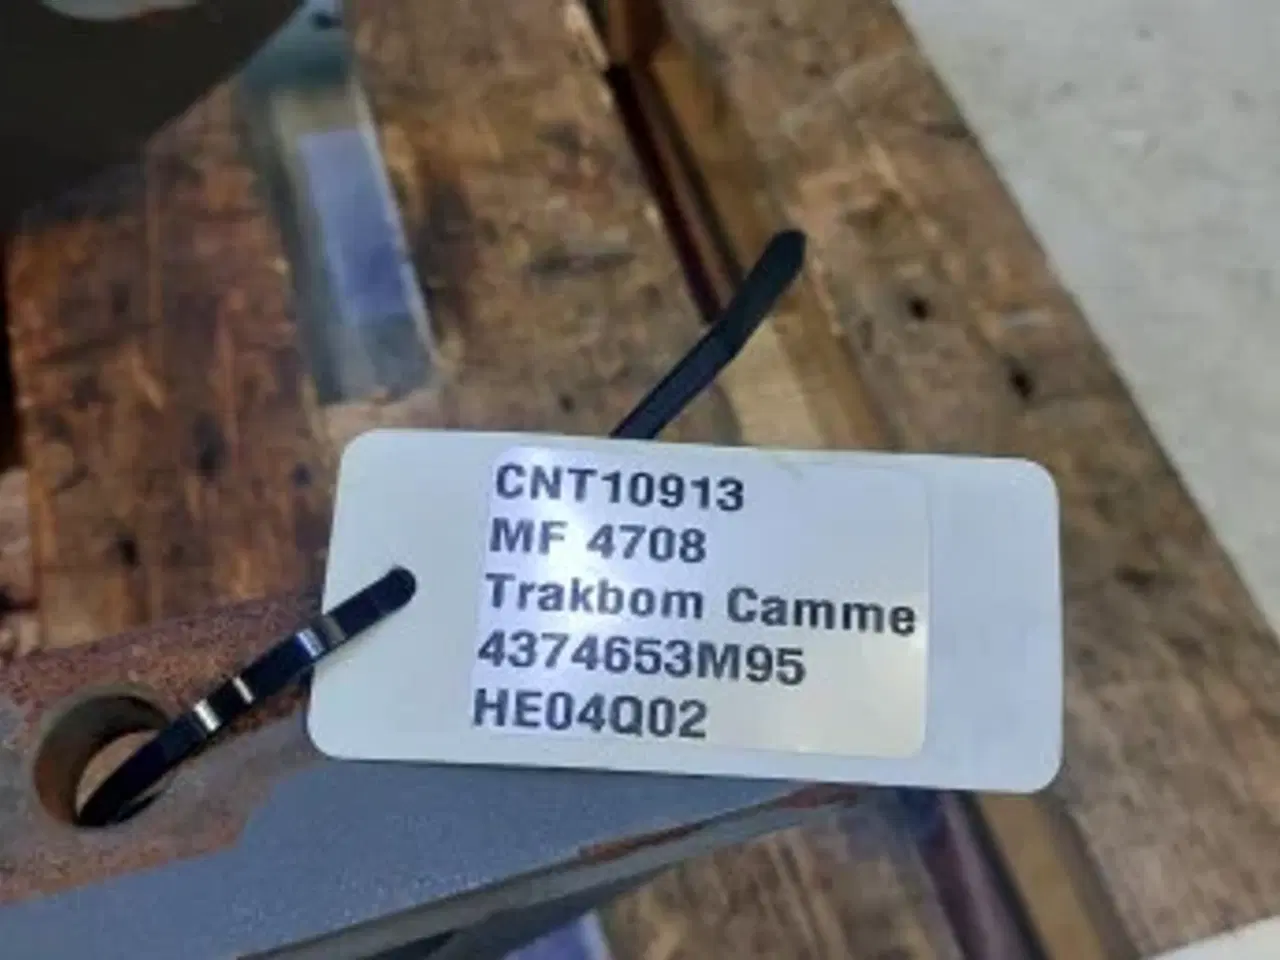 CNT10913
MF 4708
Trakbom Camme
4374653M95
HE04Q02